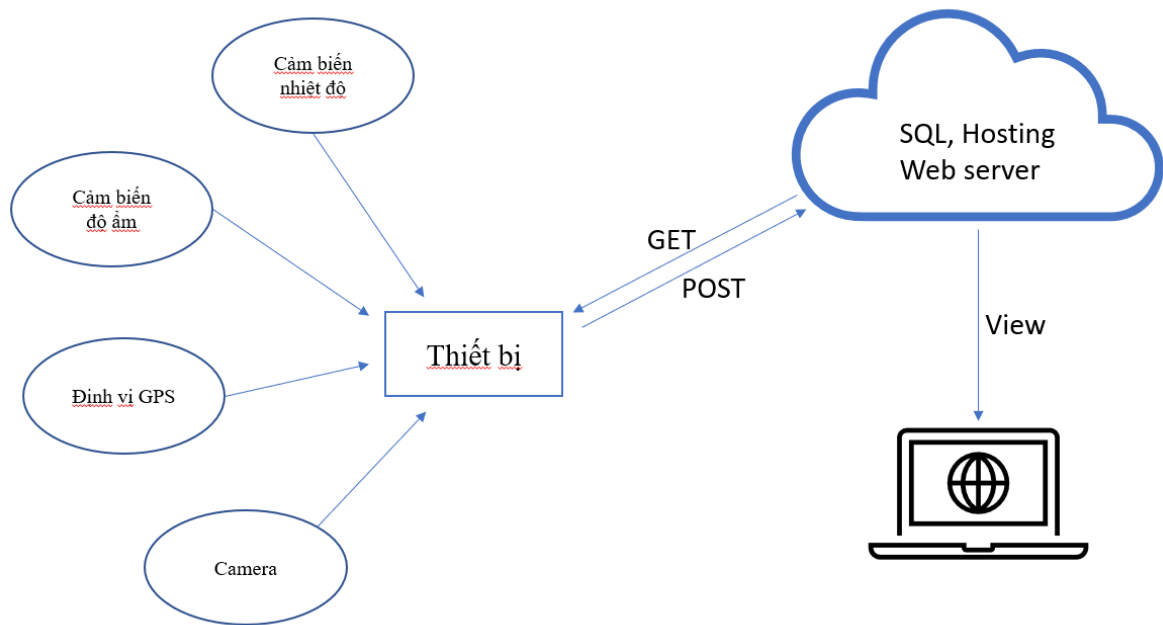 Cảm biến
nhiệt độ
Cảm biến
độ ẩm
Định vị GPS
Camera
Thiết bị
GET
POST
SQL, Hosting
Web server
View